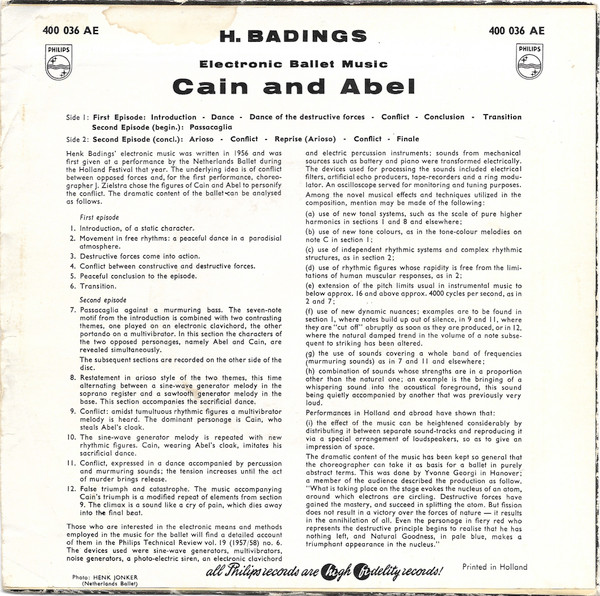 400 036 AE
H. BADINGS
400 036 AE
PHILIPS
PHILIPS
Electronic Ballet Music
Cain and Abel
Side 1: First Episode: Introduction - Dance - Dance of the destructive forces - Conflict - Conclusion - Transition
Second Episode (begin.): Passacaglia
Side 2: Second Episode (concl.): Arioso - Conflict - Reprise (Arioso) - Conflict - Finale
Henk Badings' electronic music was written in 1956 and was
first given at a performance by the Netherlands Ballet during
the Holland Festival that year. The underlying idea is of conflict
between opposed forces and, for the first performance, choreo-
grapher J. Zielstra chose the figures of Cain and Abel to personify
the conflict. The dramatic content of the ballet can be analysed
as follows.
First episode
1. Introduction, of a static character.
2. Movement in free rhythms: a peaceful dance in a paradisial
atmosphere.
3. Destructive forces come into action.
4. Conflict between constructive and destructive forces.
5. Peaceful conclusion to the episode.
6. Transition.
Second episode
7. Passacaglia against a murmuring bass. The seven-note
motif from the introduction is combined with two contrasting
themes, one played on an electronic clavichord, the other
portando on a multivibrator. In this section the characters of
the two opposed personages, namely Abel and Cain, are
revealed simultaneously.
The subsequent sections are recorded on the other side of the
disc.
8. Restatement in arioso style of the two themes, this time
alternating between a sine-wave generator melody in the
soprano register and a sawtooth generator melody in the
base. This section accompanies the sacrificial dance.
9. Conflict: amidst tumultuous rhythmic figures a multivibrator
melody is heard. The dominant personage is Cain, who
steals Abel's cloak.
10. The sine-wave generator melody is repeated with new
rhythmic figures. Cain, wearing Abel's cloak, imitates his
sacrificial dance.
11. Conflict, expressed in a dance accompanied by percussion
and murmuring sounds; the tension increases until the act
of murder brings release.
12. False triumph and catastrophe. The music accompanying
Cain's triumph is a modified repeat of elements from section
9. The climax is a sound like a cry of pain, which dies away
into the final beat.
Those who are interested in the electronic means and methods
employed in the music for the ballet will find a detailed account
of them in the Philips Technical Review vol. 19 (1957/58) no. 6.
The devices used were sine-wave generators, multivibrators,
noise generators, a photo-electric siren, an electronic clavichord
and electric percussion instruments: sounds from mechanical
sources such as battery and piano were transformed electrically.
The devices used for processing the sounds included electrical
filters, artificial echo producers, tape-recorders and a ring modu-
lator. An oscilloscope served for monitoring and tuning purposes.
Among the novel musical effects and techniques utilized in the
composition, mention may be made of the following:
(a) use of new tonal systems, such as the scale of pure higher
harmonics in sections 1 and 8 and elsewhere;
(b) use of new tone colours, as in the tone-colour melodies on
note C in section 1;
(c) use of independent rhythmic systems and complex rhythmic
structures, as in section 2;
(d) use of rhythmic figures whose rapidity is free from the limi-
tations of human muscular responses, as in 2;
(e) extension of the pitch limits usual in instrumental music to
below approx. 16 and above approx. 4000 cycles per second, as in
2 and 7;
(f) use of new dynamic nuances; examples are to be found in
section 1, where notes build up out of silence, in 9 and 11, where
they are "cut off" abruptly as soon as they are produced, or in 12,
where the natural damped trend in the volume of a note subse-
quent to striking has been altered.
(g) the use of sounds covering a whole band of frequencies
(murmuring sounds) as in 7 and 11 and elsewhere;
(h) combination of sounds whose strengths are in a proportion
other than the natural one; an example is the bringing of a
whispering sound into the acoustical foreground, this sound
being quietly accompanied by another that was previously very
loud.
Performances in Holland and abroad have shown that:
(i) the effect of the music can be heightened considerably by
distributing it between separate sound-tracks and reproducing it
via a special arrangement of loudspeakers, so as to give an
impression of space.
The dramatic content of the music has been kept so general that
the choreographer can take it as basis for a ballet in purely
abstract terms. This was done by Yvonne Georgi in Hanover;
a member of the audience described the production as follow.
"What is taking place on the stage evokes the nucleus of an atom,
around which electrons are circling. Destructive forces have
gained the mastery, and succeed in splitting the atom. But fission
does not result in a victory over the forces of nature — it results
in the annihilation of all. Even the personage in fiery red who
represents the destructive principle begins to realise that he has
nothing left, and Natural Goodness, in pale blue, makes a
triumphant appearance in the nucleus."
Photo: HENK JONKER
(Netherlands Ballet)
all Philips records are high fidelity records!
Printed in Holland